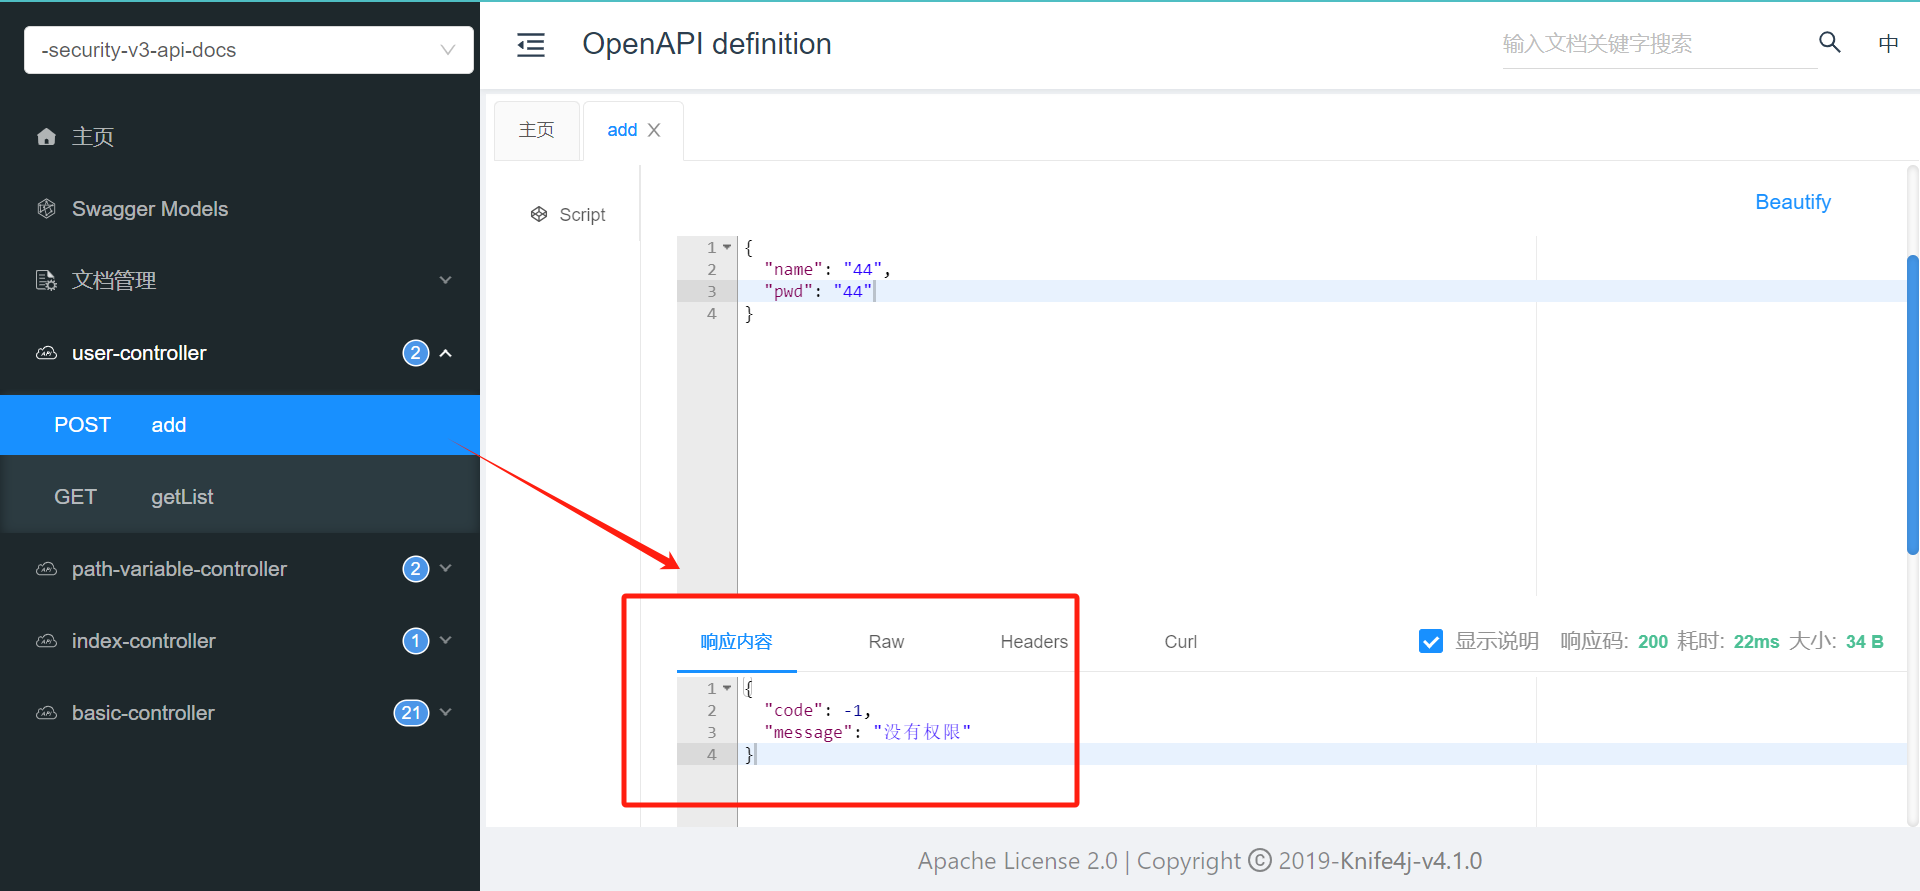 -security-v3-api-docs
主页
Swagger Models
文档管理
user-controller 2
POST add
GET getList
path-variable-controller 2
index-controller 1
basic-controller 21
OpenAPI definition
输入文档关键字搜索
中
主页
add X
Script
Beautify
1 {
2 "name": "44",
3 "pwd": "44"
4 }
响应内容 Raw Headers Curl
显示说明 响应码: 200 耗时: 22ms 大小: 34 B
1 {
2 "code": -1,
3 "message": "没有权限"
4 }
Apache License 2.0 | Copyright © 2019-Knife4j-v4.1.0